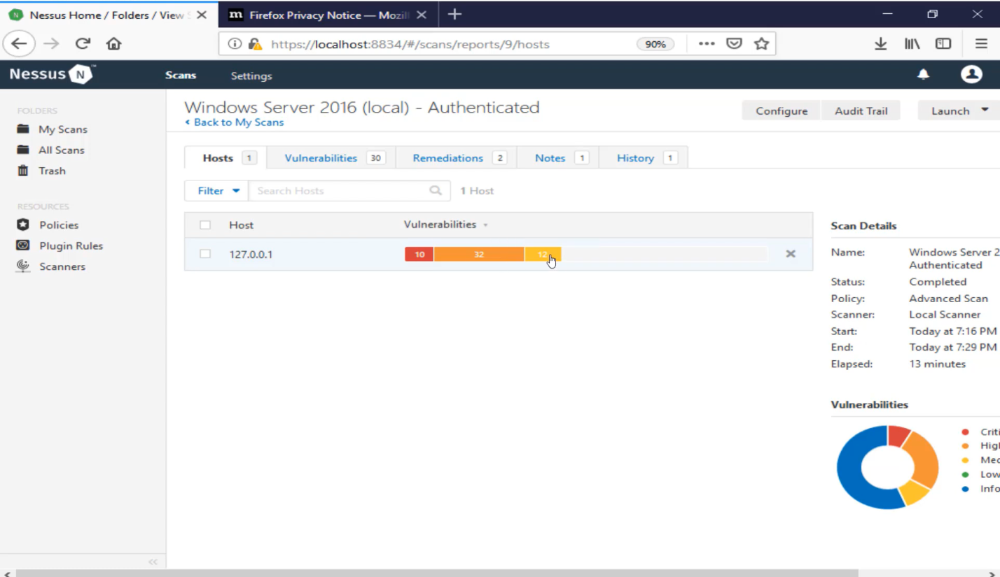 Nessus Home / Folders / View S
Firefox Privacy Notice — Mozill
https://localhost:8834/#/scans/reports/9/hosts
90%
Nessus N ™
Scans
Settings
FOLDERS
My Scans
All Scans
Trash
RESOURCES
Policies
Plugin Rules
Scanners
Windows Server 2016 (local) - Authenticated
Back to My Scans
Configure
Audit Trail
Launch
Hosts 1
Vulnerabilities 30
Remediations 2
Notes 1
History 1
Filter
Search Hosts
1 Host
Host
Vulnerabilities
127.0.0.1
10
32
12
Scan Details
Name: Windows Server 2
Authenticated
Status: Completed
Policy: Advanced Scan
Scanner: Local Scanner
Start: Today at 7:16 PM
End: Today at 7:29 PM
Elapsed: 13 minutes
Vulnerabilities
Criti
High
Med
Low
Info